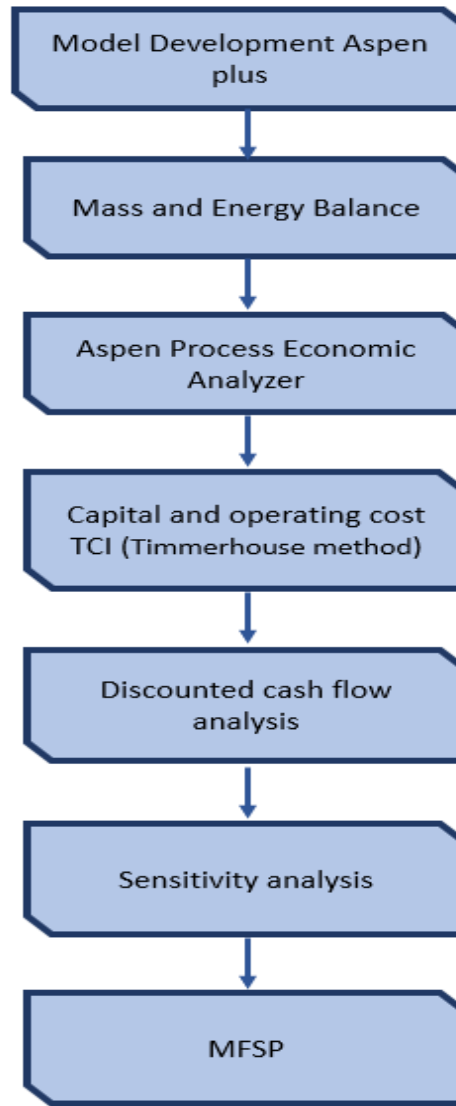 Model Development Aspen
plus
Mass and Energy Balance
Aspen Process Economic
Analyzer
Capital and operating cost
TCI (Timmerhouse method)
Discounted cash flow
analysis
Sensitivity analysis
MFSP